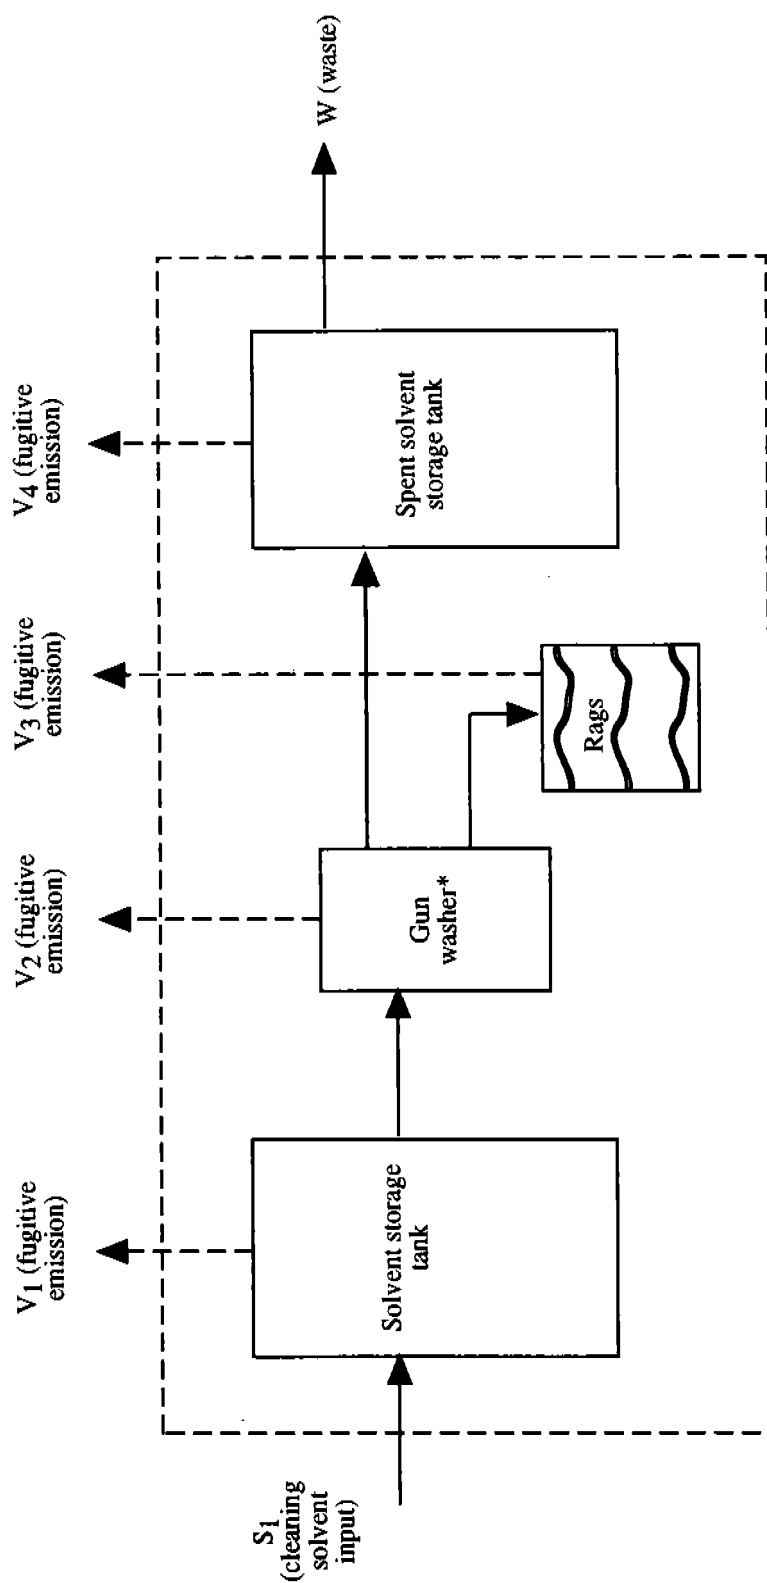 V1 (fugitive
emission)
V2 (fugitive
emission)
V3 (fugitive
emission)
V4 (fugitive
emission)
S1
(cleaning
solvent
input)
Solvent storage
tank
Gun
washer*
Rags
Spent solvent
storage tank
W (waste)